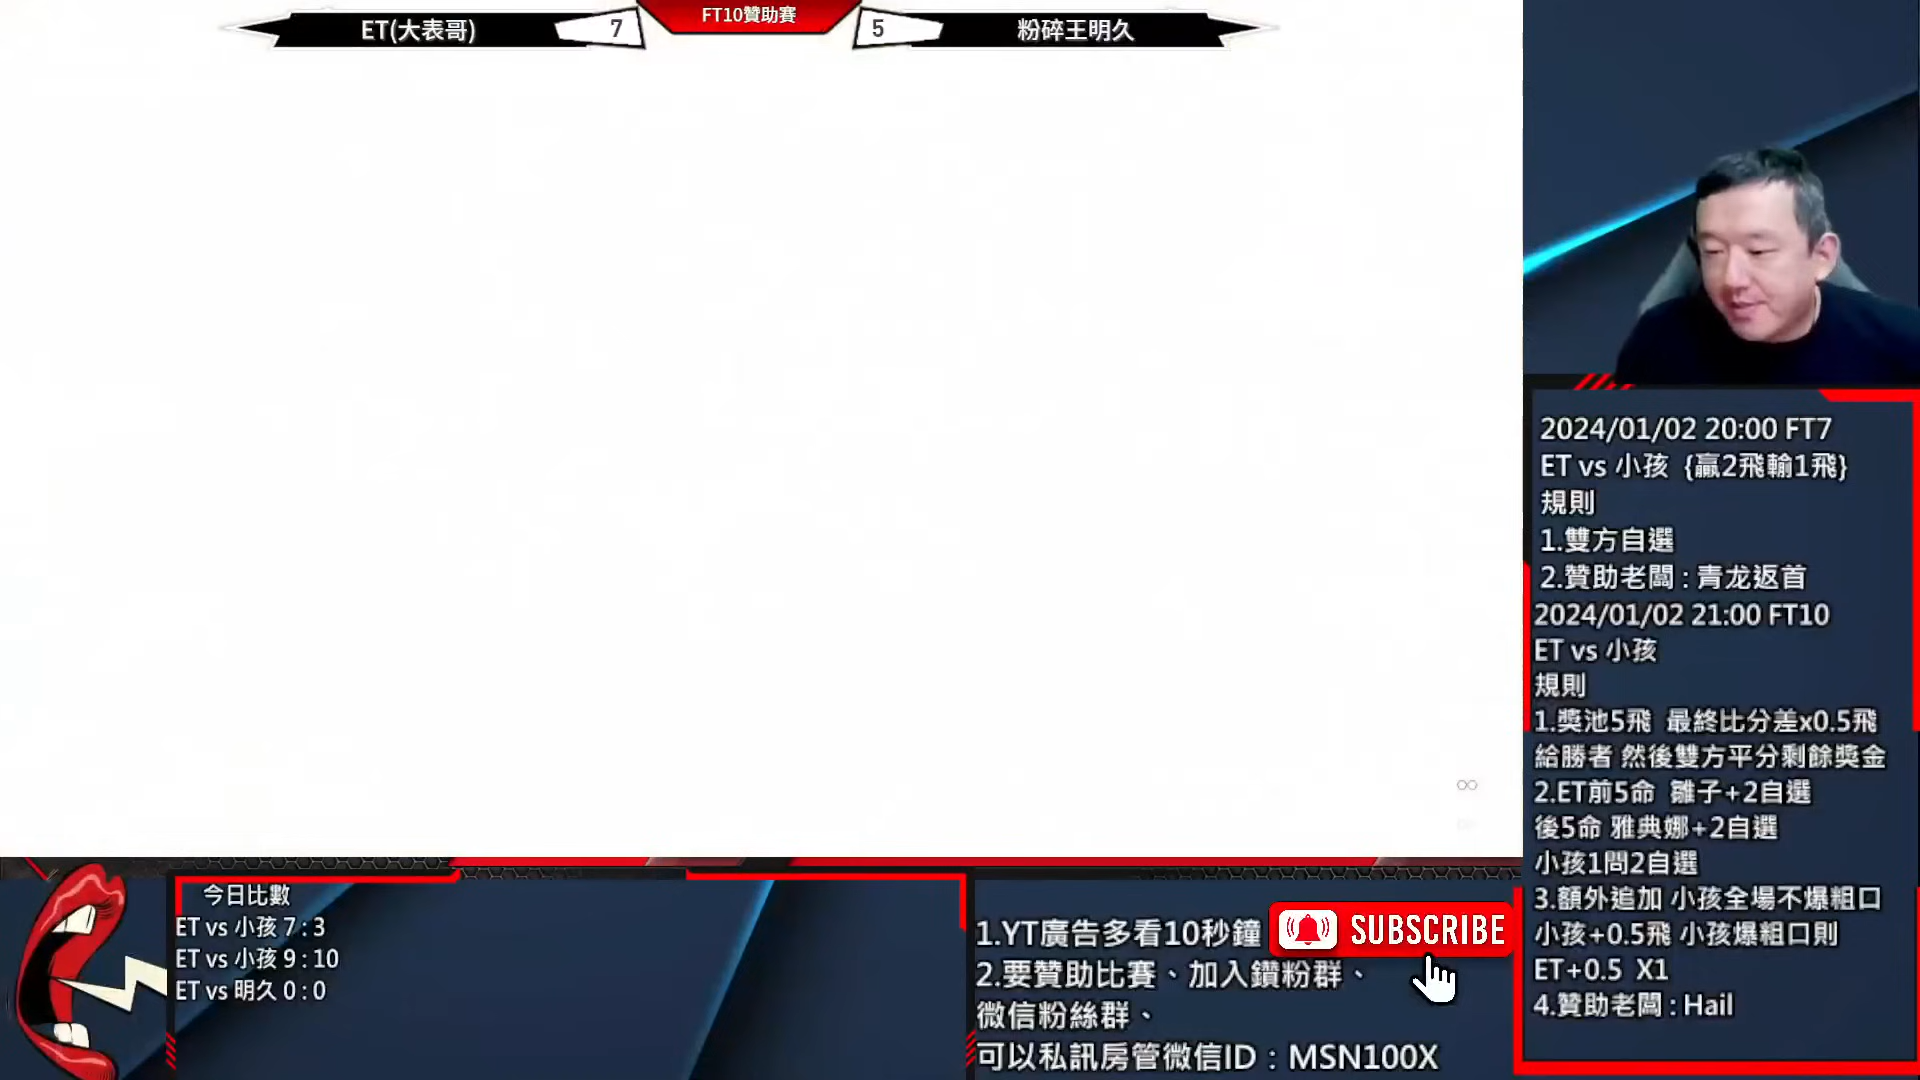 ET(大表哥)
7
FT10贊助賽
5
粉碎王明久
2024/01/02 20:00 FT7
ET vs 小孩 {贏2飛輸1飛}
規則
1.雙方自選
2.贊助老闆 : 青龙返首
2024/01/02 21:00 FT10
ET vs 小孩
規則
1.獎池5飛 最終比分差x0.5飛
給勝者 然後雙方平分剩餘獎金
2.ET前5命 雛子+2自選
後5命 雅典娜+2自選
小孩1問2自選
3.額外追加 小孩全場不爆粗口
小孩+0.5飛 小孩爆粗口則
ET+0.5 X1
4.贊助老闆 : Hail
今日比數
ET vs 小孩 7 : 3
ET vs 小孩 9 : 10
ET vs 明久 0 : 0
1.YT廣告多看10秒鐘
SUBSCRIBE
2.要贊助比賽、加入鑽粉群、
微信粉絲群、
可以私訊房管微信ID：MSN100X